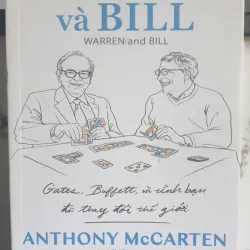 và BILL
WARREN and BILL
Gates, Buffett, và tình bạn
đã thay đổi thế giới
ANTHONY McCARTEN